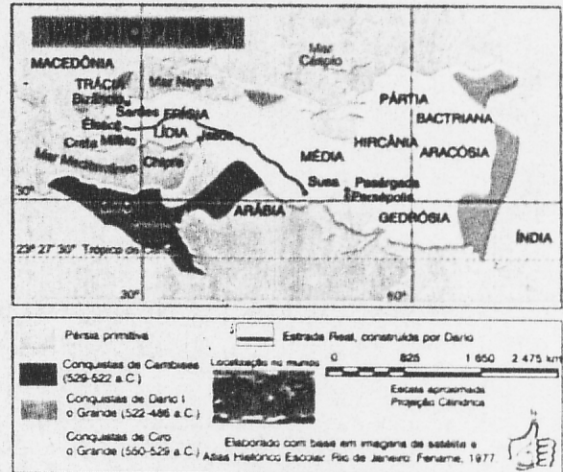 IMPÉRIO PERSA
Mar Cáspio
MACEDÔNIA
Mar Negro
TRÁCIA
Bizâncio
PÁRTIA
Sardes
FRÍGIA
BACTRIANA
Éfeso
LÍDIA
Mileto
HIRCÂNIA
Creta
Chipre
MÉDIA
ARACÓSIA
Mar Mediterrâneo
Susa
Pasárgada
Persépolis
30°
ARÁBIA
GEDRÓSIA
23° 27' 30" Trópico de
ÍNDIA
30°
60°
Pérsia primitiva
Estrada Real, construída por Dario
Conquistas de Cambises
(529-522 a.C.)
Localização no mundo
0 825 1 650 2 475 km
Escala aproximada
Projeção Cilíndrica
Conquistas de Dario I
o Grande (522-486 a.C.)
Conquistas de Ciro
o Grande (550-529 a.C.)
Elaborado com base em imagens de satélite e
Atlas Histórico Escolar. Rio de Janeiro: Fename, 1977.